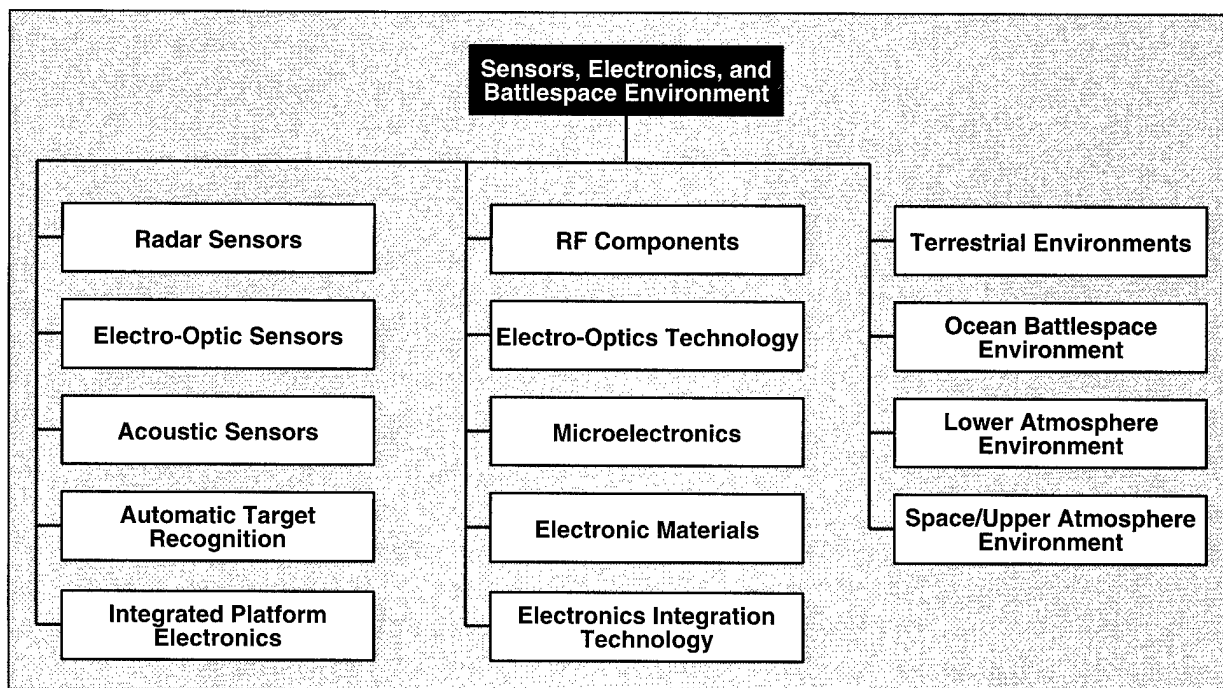 Sensors, Electronics, and
Battlespace Environment
Radar Sensors
Electro-Optic Sensors
Acoustic Sensors
Automatic Target
Recognition
Integrated Platform
Electronics
RF Components
Electro-Optics Technology
Microelectronics
Electronic Materials
Electronics Integration
Technology
Terrestrial Environments
Ocean Battlespace
Environment
Lower Atmosphere
Environment
Space/Upper Atmosphere
Environment